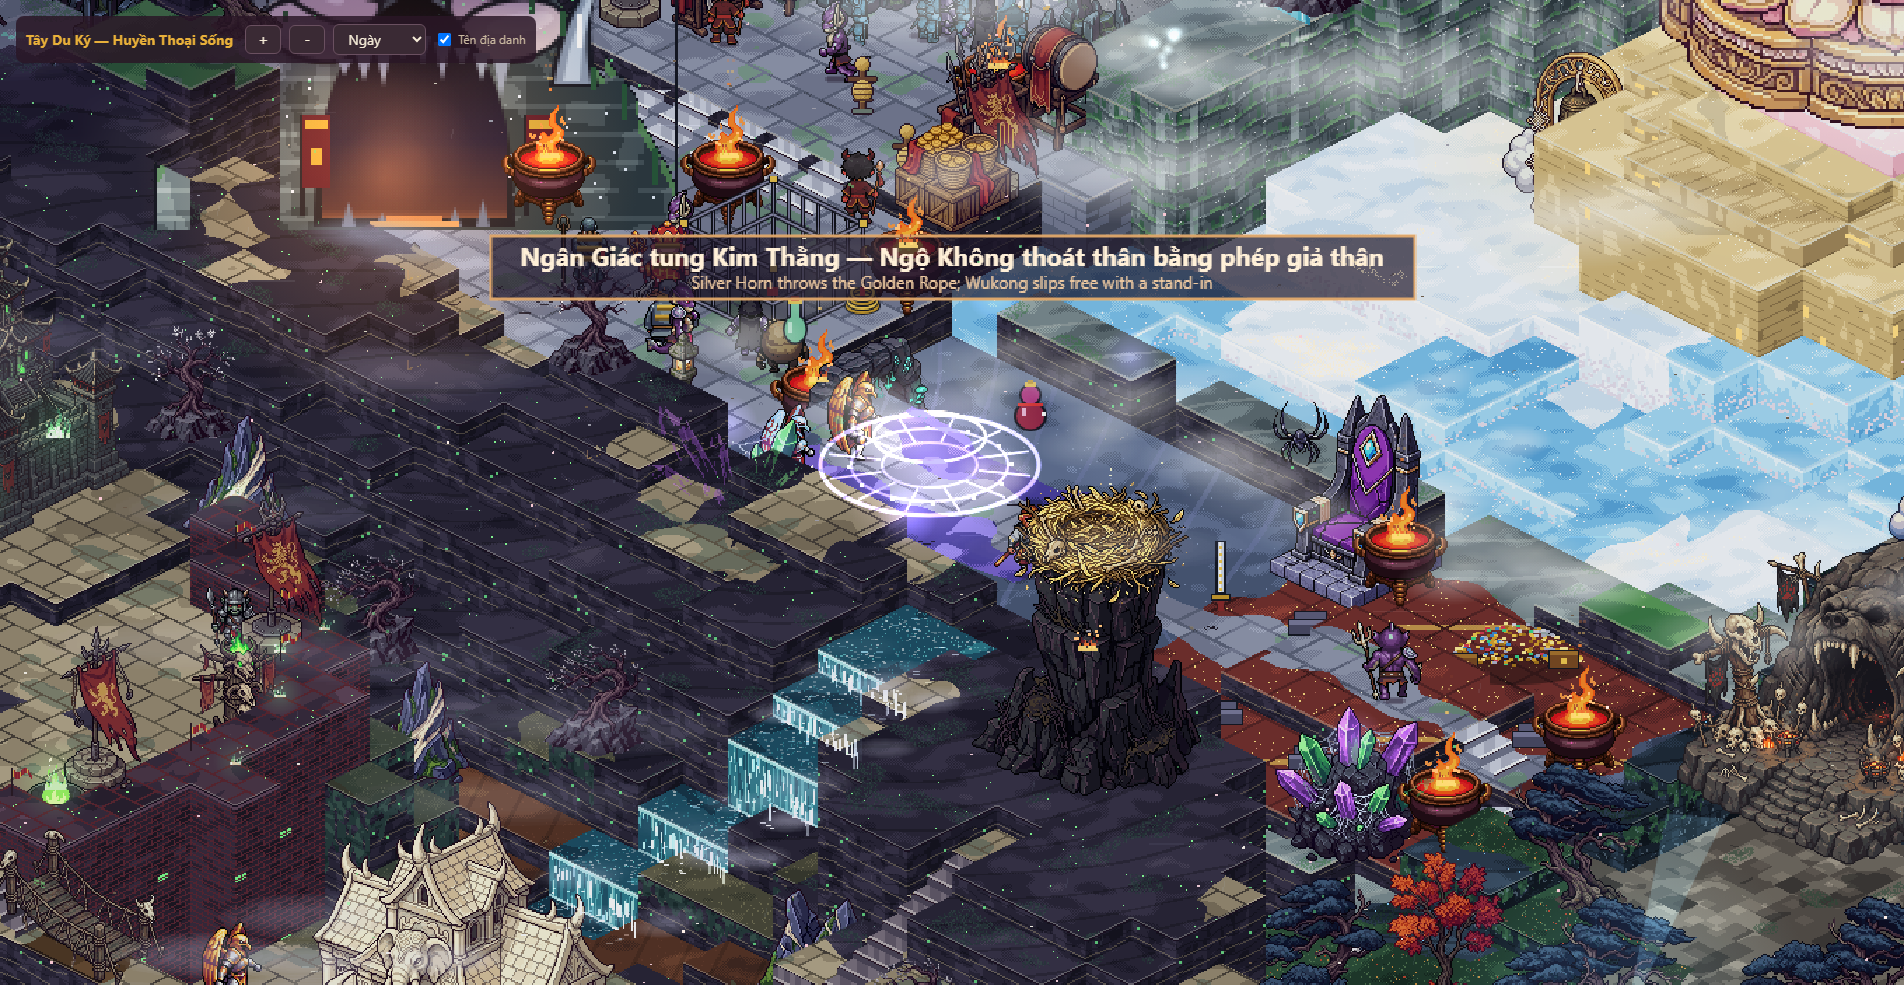 Tây Du Ký — Huyền Thoại Sống
+
-
Ngày
Tên địa danh
Ngân Giác tung Kim Thằng — Ngộ Không thoát thân bằng phép giả thân
Silver Horn throws the Golden Rope; Wukong slips free with a stand-in